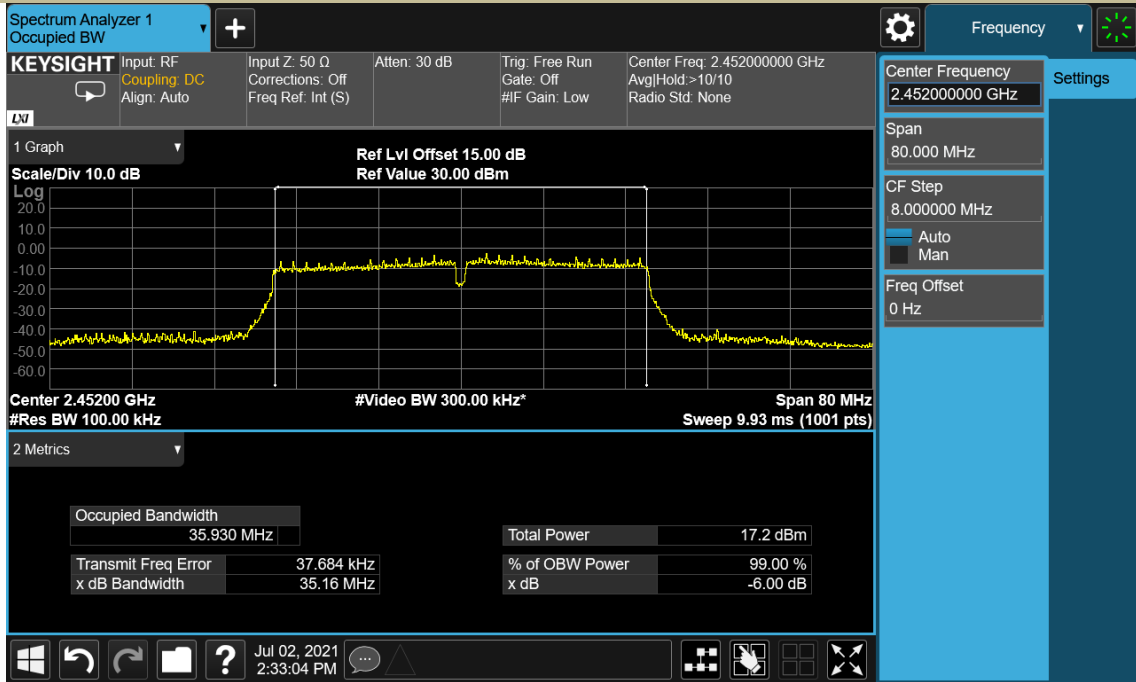 Spectrum Analyzer 1
Occupied BW
+
Frequency
KEYSIGHT
LXI
Input: RF
Coupling: DC
Align: Auto
Input Z: 50 Ω
Corrections: Off
Freq Ref: Int (S)
Atten: 30 dB
Trig: Free Run
Gate: Off
#IF Gain: Low
Center Freq: 2.452000000 GHz
Avg|Hold:>10/10
Radio Std: None
1 Graph
Scale/Div 10.0 dB
Ref Lvl Offset 15.00 dB
Ref Value 30.00 dBm
Log
20.0
10.0
0.00
-10.0
-20.0
-30.0
-40.0
-50.0
-60.0
Center 2.45200 GHz
#Video BW 300.00 kHz*
Span 80 MHz
#Res BW 100.00 kHz
Sweep 9.93 ms (1001 pts)
2 Metrics
Occupied Bandwidth
35.930 MHz
Total Power 17.2 dBm
Transmit Freq Error 37.684 kHz
% of OBW Power 99.00 %
x dB Bandwidth 35.16 MHz
x dB -6.00 dB
Center Frequency
2.452000000 GHz
Settings
Span
80.000 MHz
CF Step
8.000000 MHz
Auto
Man
Freq Offset
0 Hz
?
Jul 02, 2021
2:33:04 PM